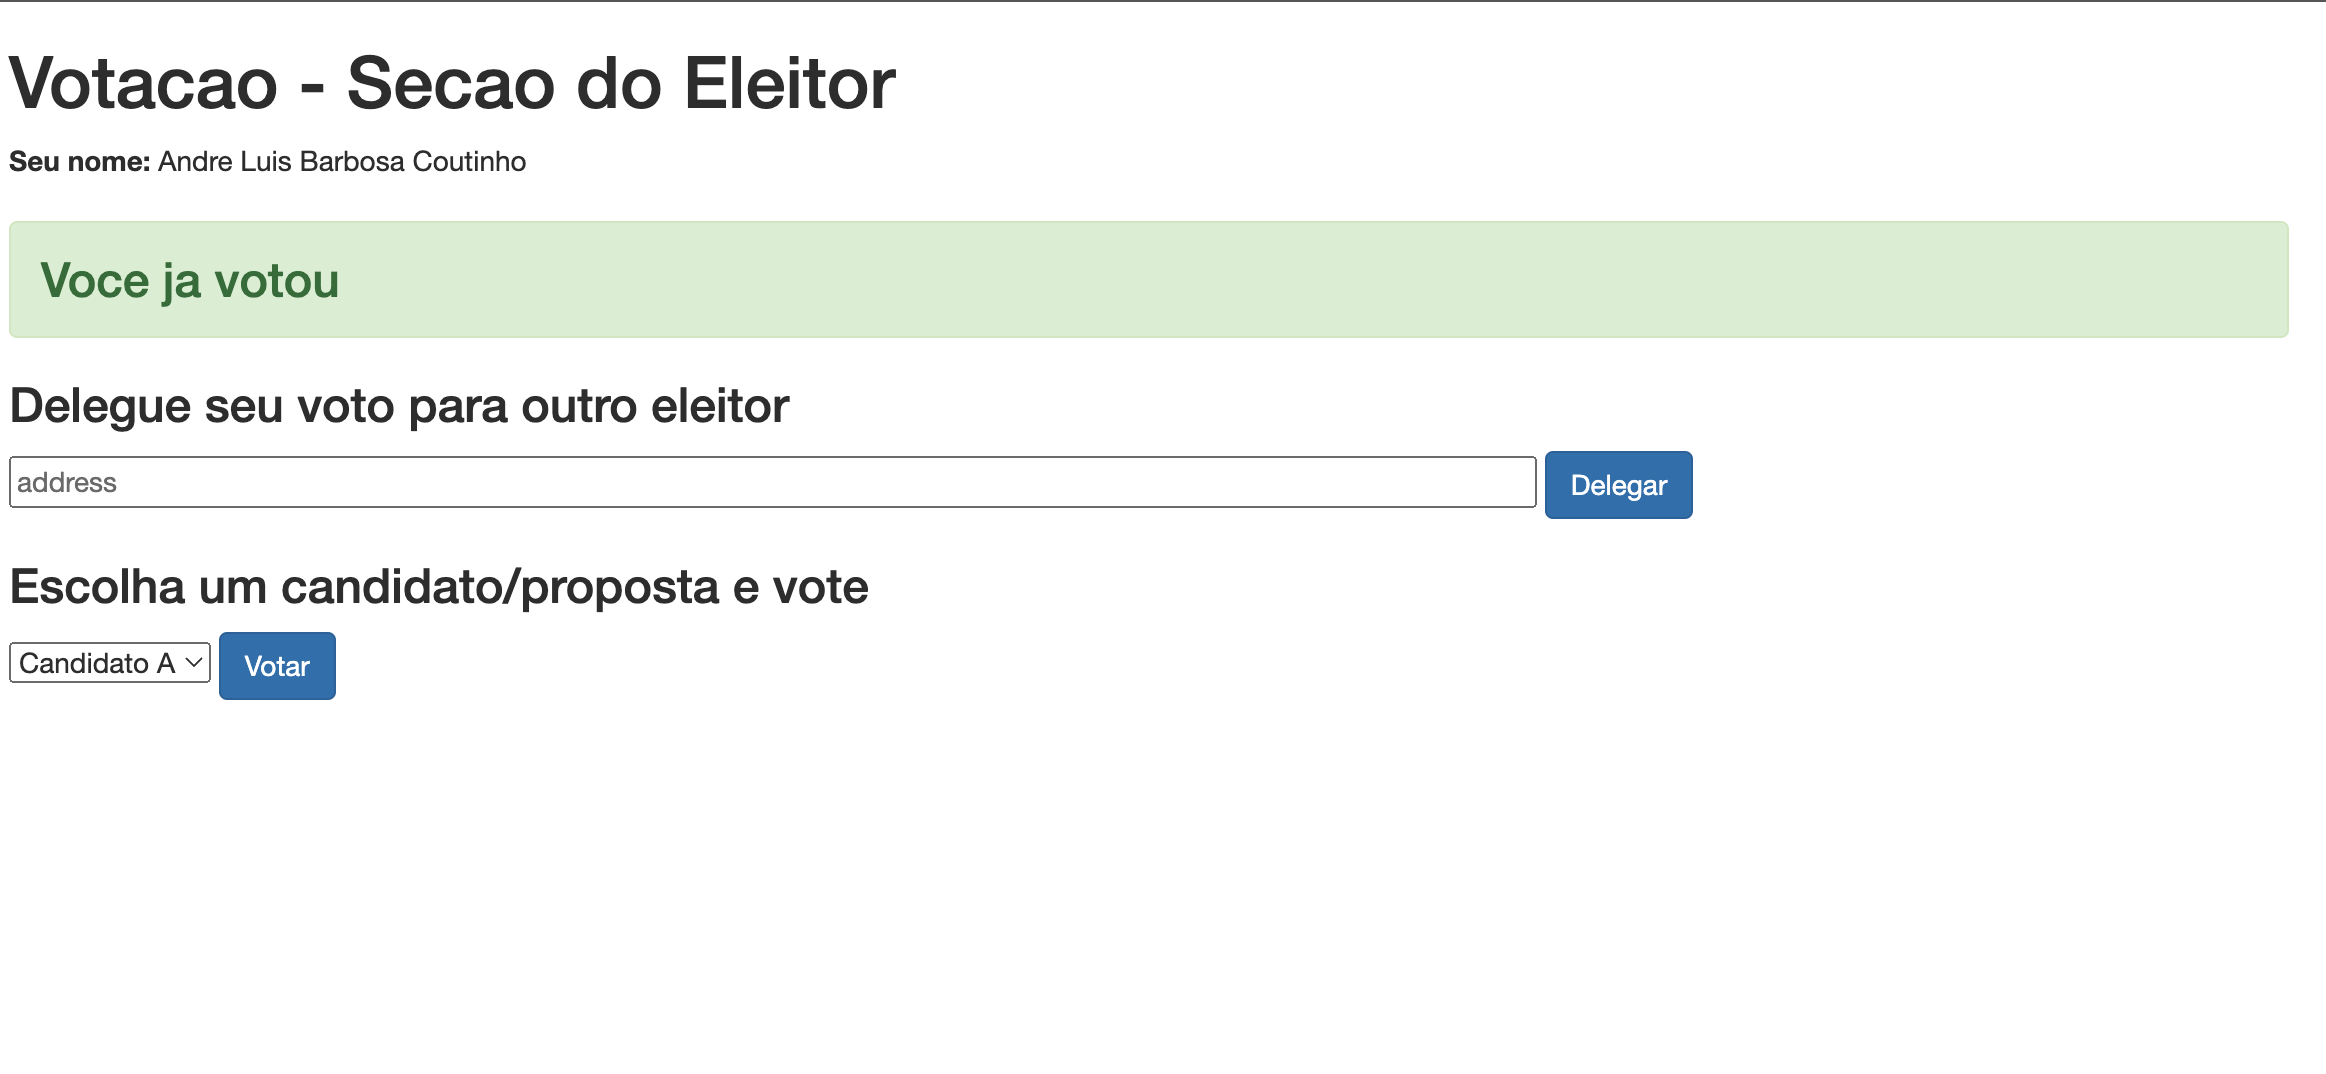 Votacao - Secao do Eleitor
Seu nome: Andre Luis Barbosa Coutinho
Voce ja votou
Delegue seu voto para outro eleitor
address Delegar
Escolha um candidato/proposta e vote
Candidato A Votar